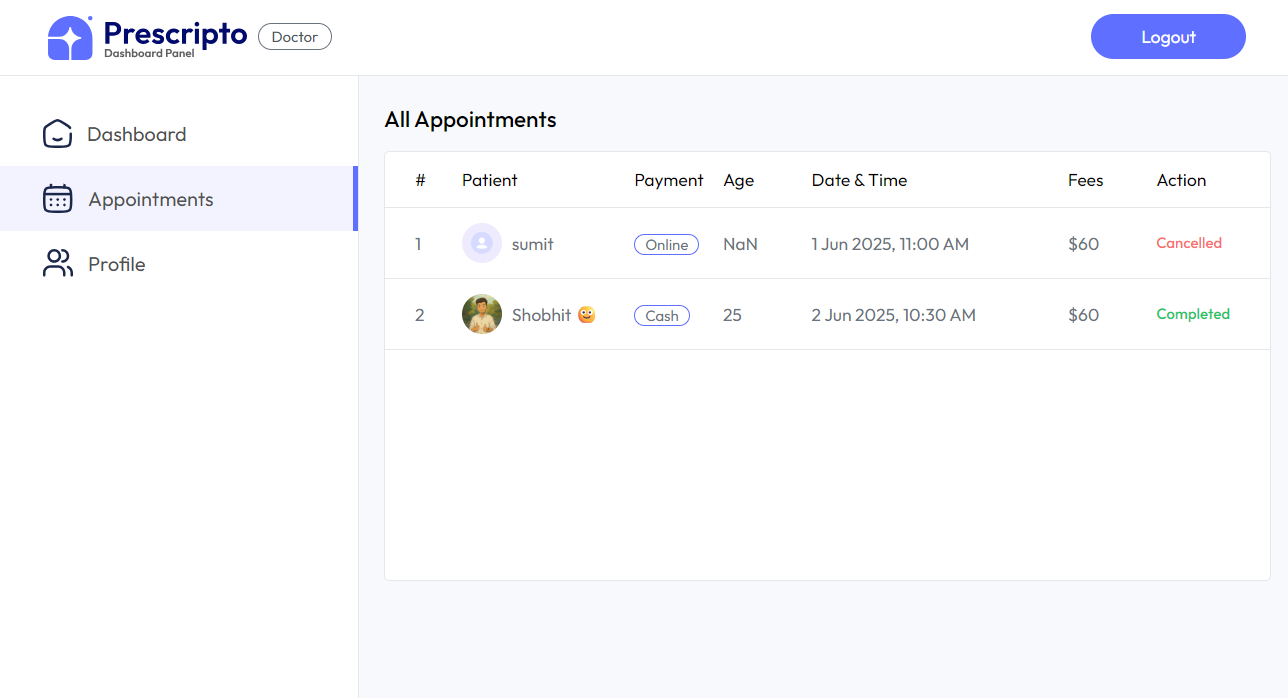 Prescripto
Dashboard Panel
Doctor
Logout
Dashboard
Appointments
Profile
All Appointments
# Patient Payment Age Date & Time Fees Action
1 sumit Online NaN 1 Jun 2025, 11:00 AM $60 Cancelled
2 Shobhit 🙂 Cash 25 2 Jun 2025, 10:30 AM $60 Completed